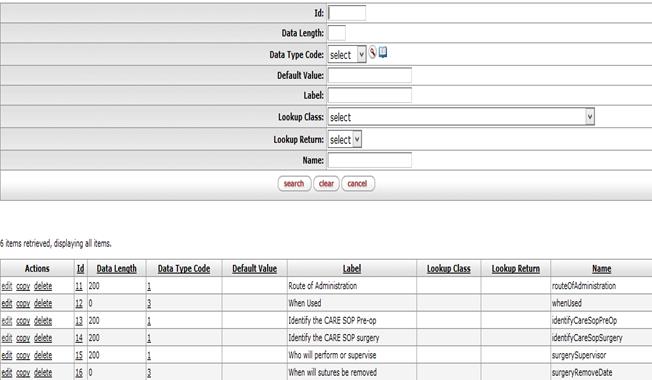 Id:
Data Length:
Data Type Code: select
Default Value:
Label:
Lookup Class: select
Lookup Return: select
Name:
search clear cancel
6 items retrieved, displaying all items.
Actions Id Data Length Data Type Code Default Value Label Lookup Class Lookup Return Name
edit copy delete 11 200 1 Route of Administration routeOfAdministration
edit copy delete 12 0 3 When Used whenUsed
edit copy delete 13 200 1 Identify the CARE SOP Pre-op identifyCareSopPreOp
edit copy delete 14 200 1 Identify the CARE SOP surgery identifyCareSopSurgery
edit copy delete 15 200 1 Who will perform or supervise surgerySupervisor
edit copy delete 16 0 3 When will sutures be removed surgeryRemoveDate